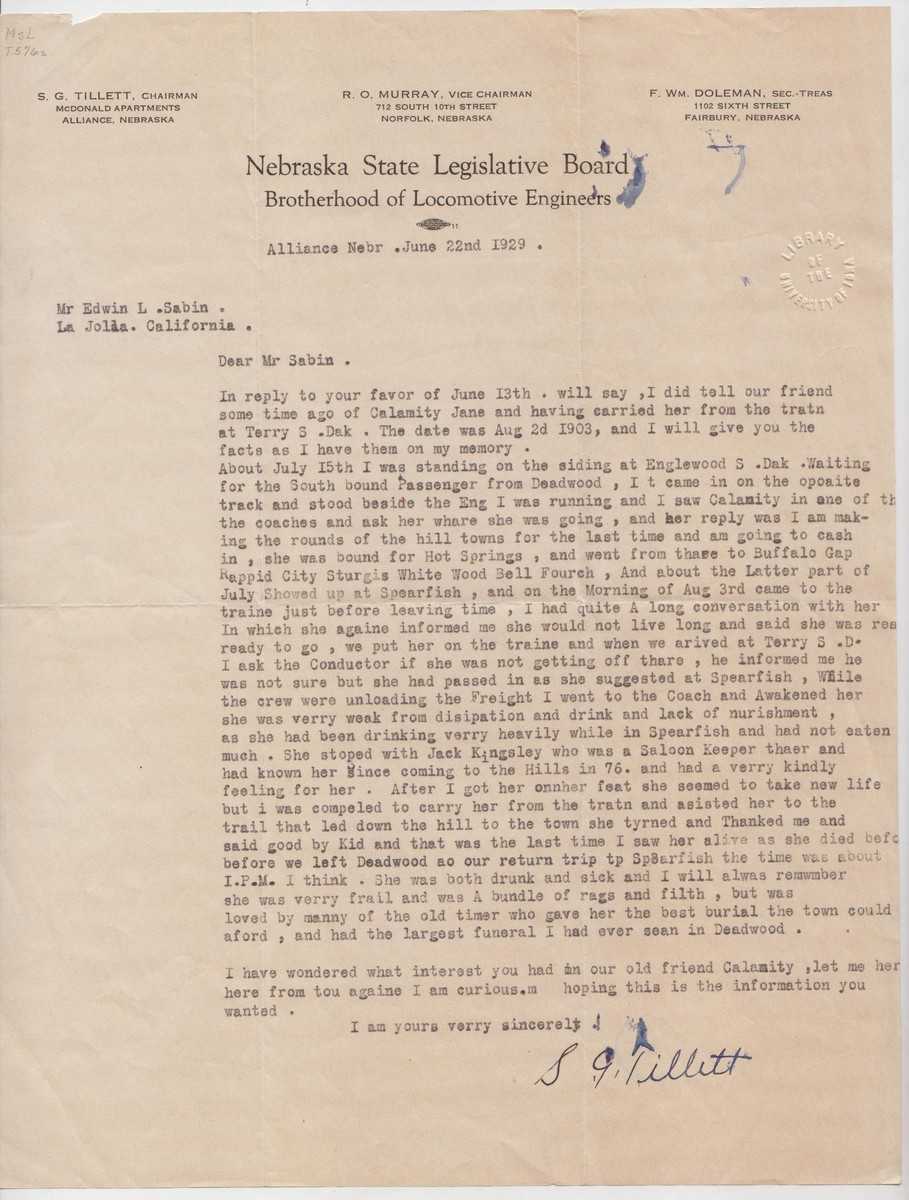 MsL
T576s
S. G. TILLETT, CHAIRMAN
McDONALD APARTMENTS
ALLIANCE, NEBRASKA
R. O. MURRAY, VICE CHAIRMAN
712 SOUTH 10TH STREET
NORFOLK, NEBRASKA
F. WM. DOLEMAN, SEC.-TREAS
1102 SIXTH STREET
FAIRBURY, NEBRASKA
Nebraska State Legislative Board
Brotherhood of Locomotive Engineers
11
Alliance Nebr .June 22nd 1929 .
LIBRARY
OF
THE
UNIVERSITY OF IOWA
Mr Edwin L .Sabin .
La Jolla. California .
Dear Mr Sabin .
In reply to your favor of June 13th . will say ,I did tell our friend
some time ago of Calamity Jane and having carried her from the tratn
at Terry S .Dak . The date was Aug 2d 1903, and I will give you the
facts as I have them on my memory .
About July 15th I was standing on the siding at Englewood S .Dak .Waiting
for the South bound Passenger from Deadwood , I t came in on the opoaite
track and stood beside the Eng I was running and I saw Calamity in one of th
the coaches and ask her whare she was going , and her reply was I am mak-
ing the rounds of the hill towns for the last time and am going to cash
in , she was bound for Hot Springs , and went from thare to Buffalo Gap
Rappid City Sturgis White Wood Bell Fourch , And about the Latter part of
July Showed up at Spearfish , and on the Morning of Aug 3rd came to the
traine just before leaving time , I had quite A long conversation with her
In which she againe informed me she would not live long and said she was rea
ready to go , we put her on the traine and when we arived at Terry S .D.
I ask the Conductor if she was not getting off thare , he informed me he
was not sure but she had passed in as she suggested at Spearfish , While
the crew were unloading the Freight I went to the Coach and Awakened her
she was verry weak from disipation and drink and lack of nurishment ,
as she had been drinking verry heavily while in Spearfish and had not eaten
much . She stoped with Jack Kingsley who was a Saloon Keeper thaer and
had known her since coming to the Hills in 76. and had a verry kindly
feeling for her . After I got her onnher feat she seemed to take new life
but i was compeled to carry her from the tratn and asisted her to the
trail that led down the hill to the town she tyrned and Thanked me and
said good by Kid and that was the last time I saw her alive as she died befo
before we left Deadwood ao our return trip tp Spearfish the time was about
I.P.M. I think . She was both drunk and sick and I will alwas remwmber
she was verry frail and was A bundle of rags and filth , but was
loved by manny of the old timer who gave her the best burial the town could
aford , and had the largest funeral I had ever sean in Deadwood .
I have wondered what interest you had in our old friend Calamity ,let me her
here from tou againe I am curious.m hoping this is the information you
wanted .
I am yours verry sincerely .
S G. Tillett